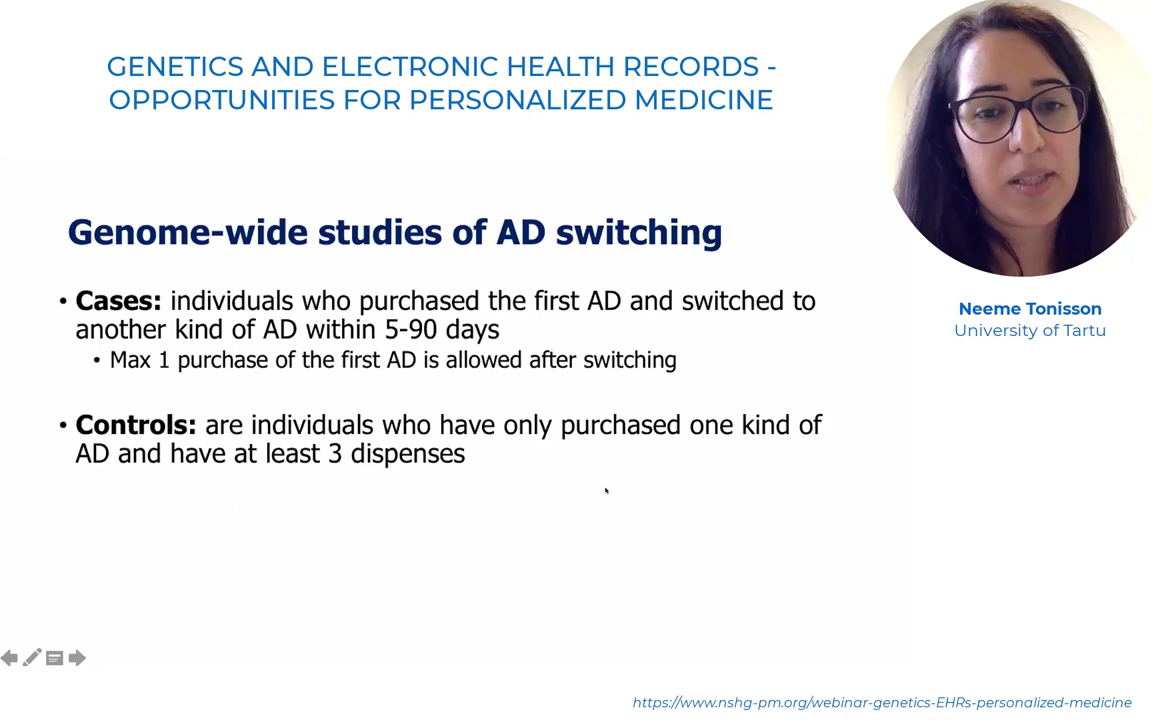 GENETICS AND ELECTRONIC HEALTH RECORDS -
OPPORTUNITIES FOR PERSONALIZED MEDICINE
Genome-wide studies of AD switching
• Cases: individuals who purchased the first AD and switched to
another kind of AD within 5-90 days
• Max 1 purchase of the first AD is allowed after switching
• Controls: are individuals who have only purchased one kind of
AD and have at least 3 dispenses
Neeme Tonisson
University of Tartu
https://www.nshg-pm.org/webinar-genetics-EHRs-personalized-medicine